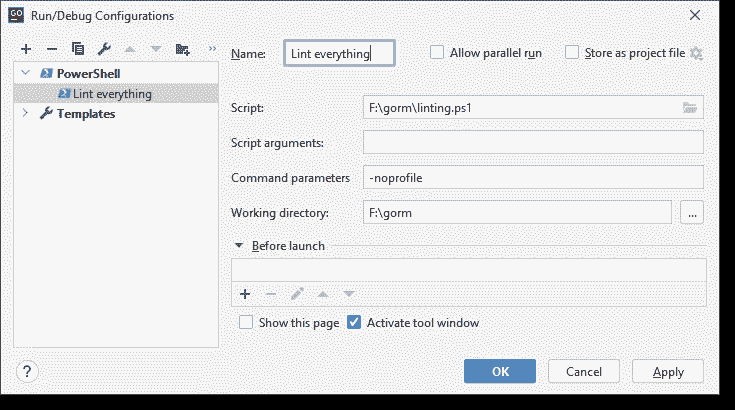 GO Run/Debug Configurations
Name: Lint everything Allow parallel run Store as project file
PowerShell
Lint everything
Templates
Script: F:\gorm\linting.ps1
Script arguments:
Command parameters -noprofile
Working directory: F:\gorm ...
Before launch
Show this page Activate tool window
? OK Cancel Apply